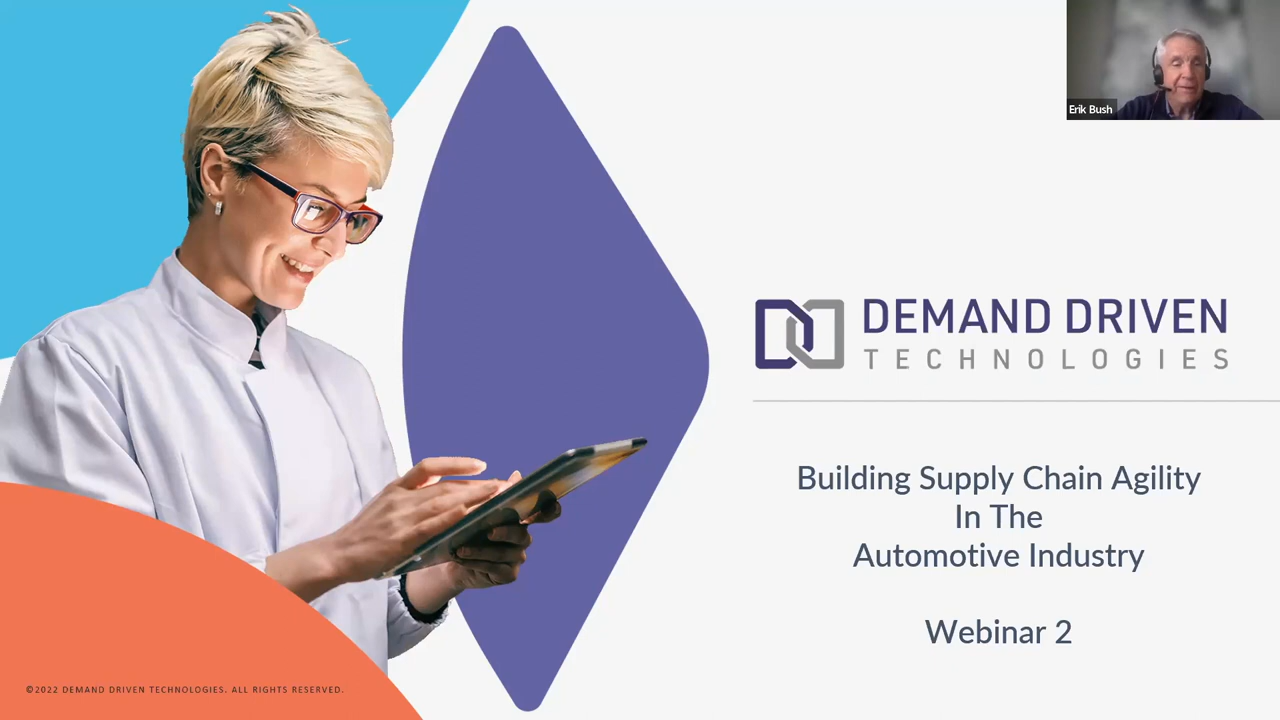 Erik Bush
DEMAND DRIVEN
TECHNOLOGIES
Building Supply Chain Agility
In The
Automotive Industry
Webinar 2
©2022 DEMAND DRIVEN TECHNOLOGIES. ALL RIGHTS RESERVED.